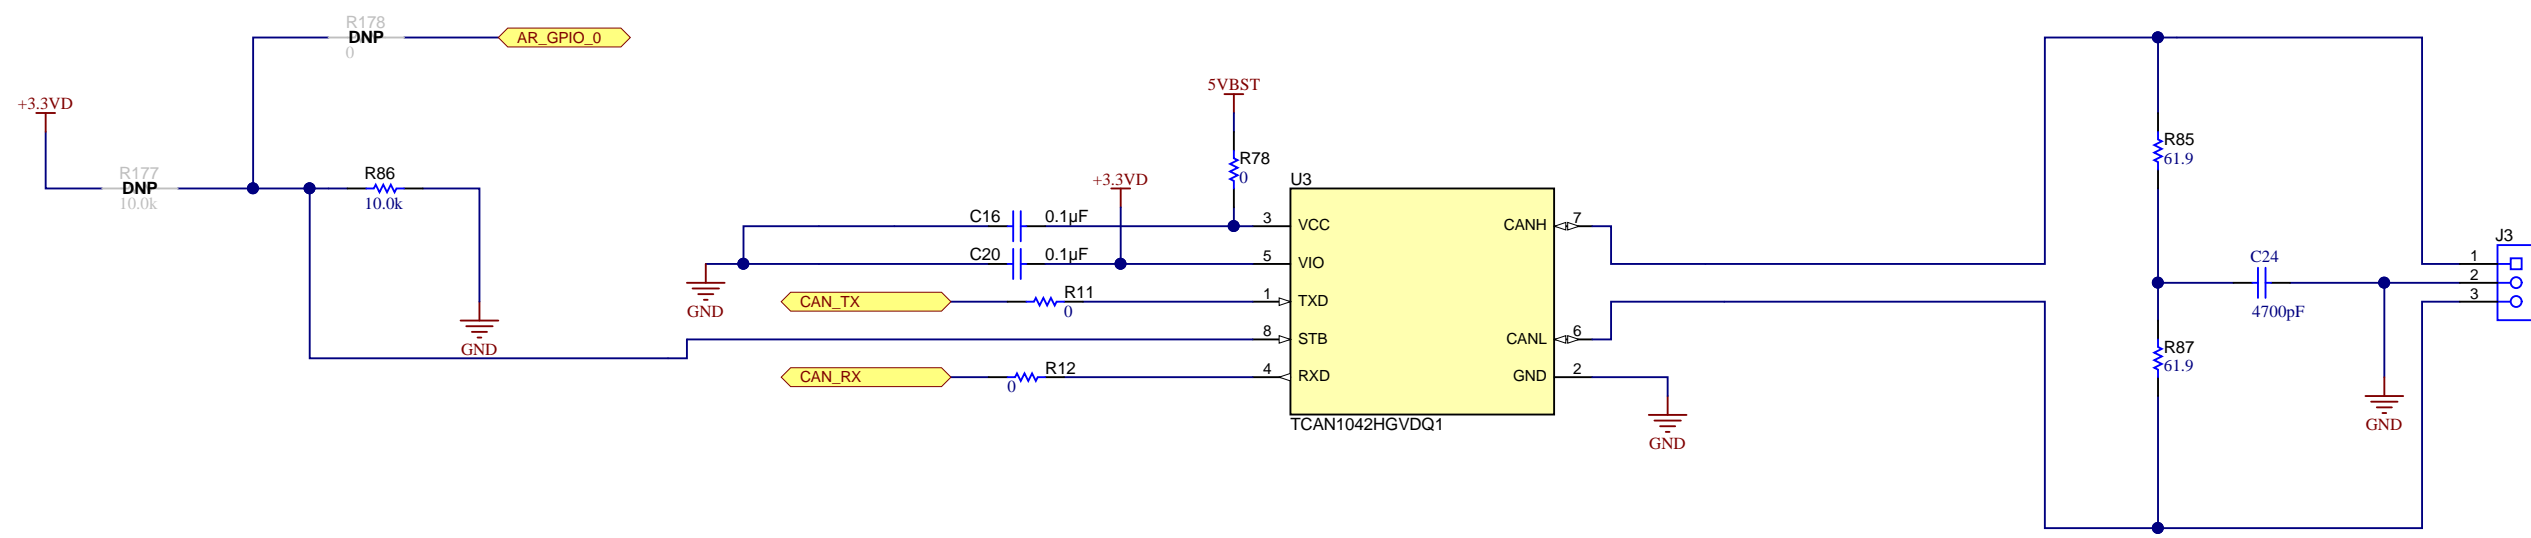 R178
DNP
0
AR_GPIO_0
+3.3VD
R177
DNP
10.0k
R86
10.0k
GND
5VBST
R78
0
+3.3VD
C16
0.1µF
C20
0.1µF
GND
CAN_TX
R11
0
CAN_RX
R12
0
U3
3
VCC
5
VIO
1
TXD
8
STB
4
RXD
CANH
7
CANL
6
GND
2
TCAN1042HGVDQ1
GND
R85
61.9
C24
4700pF
R87
61.9
GND
J3
1
2
3